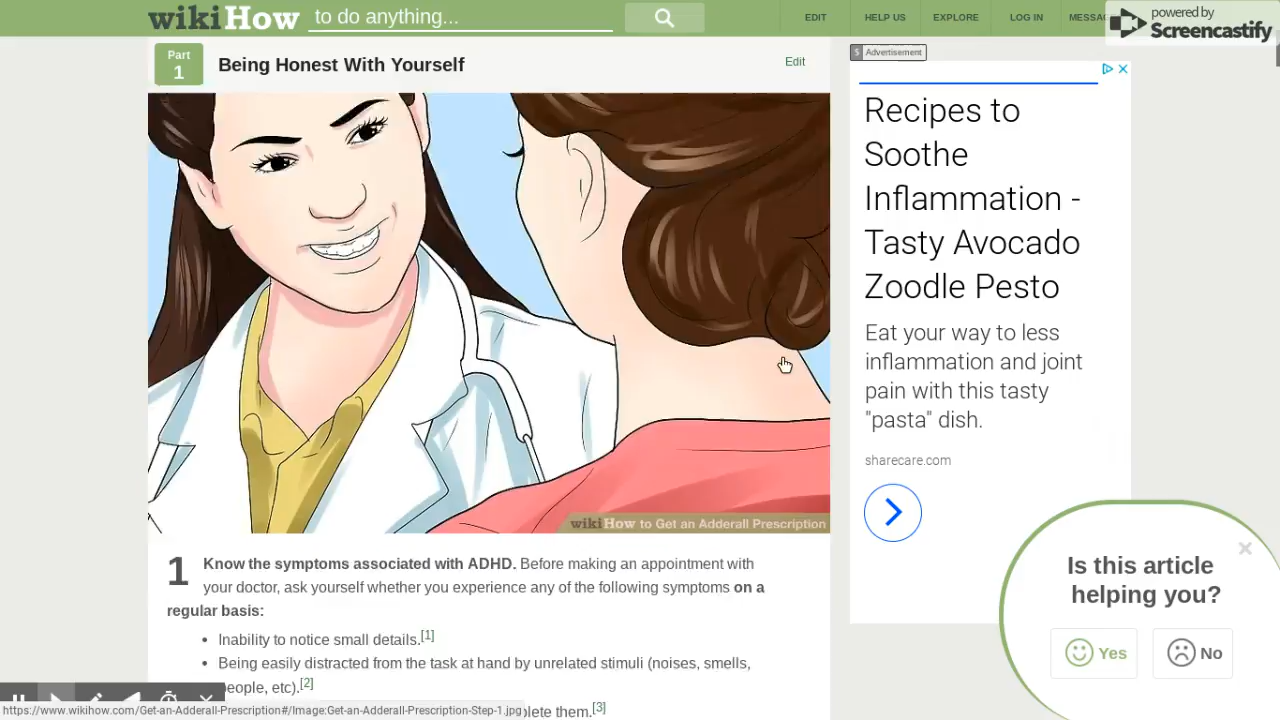 wikiHow to do anything...
EDIT HELP US EXPLORE LOG IN
powered by
Screencastify
Part
1
Being Honest With Yourself
Edit
wikiHow to Get an Adderall Prescription
1 Know the symptoms associated with ADHD. Before making an appointment with
your doctor, ask yourself whether you experience any of the following symptoms on a
regular basis:
• Inability to notice small details.[1]
• Being easily distracted from the task at hand by unrelated stimuli (noises, smells,
people, etc).[2]
them.[3]
https://www.wikihow.com/Get-an-Adderall-Prescription#/Image:Get-an-Adderall-Prescription-Step-1.jpg
$ Advertisement
Recipes to
Soothe
Inflammation -
Tasty Avocado
Zoodle Pesto
Eat your way to less
inflammation and joint
pain with this tasty
"pasta" dish.
sharecare.com
Is this article
helping you?
Yes
No